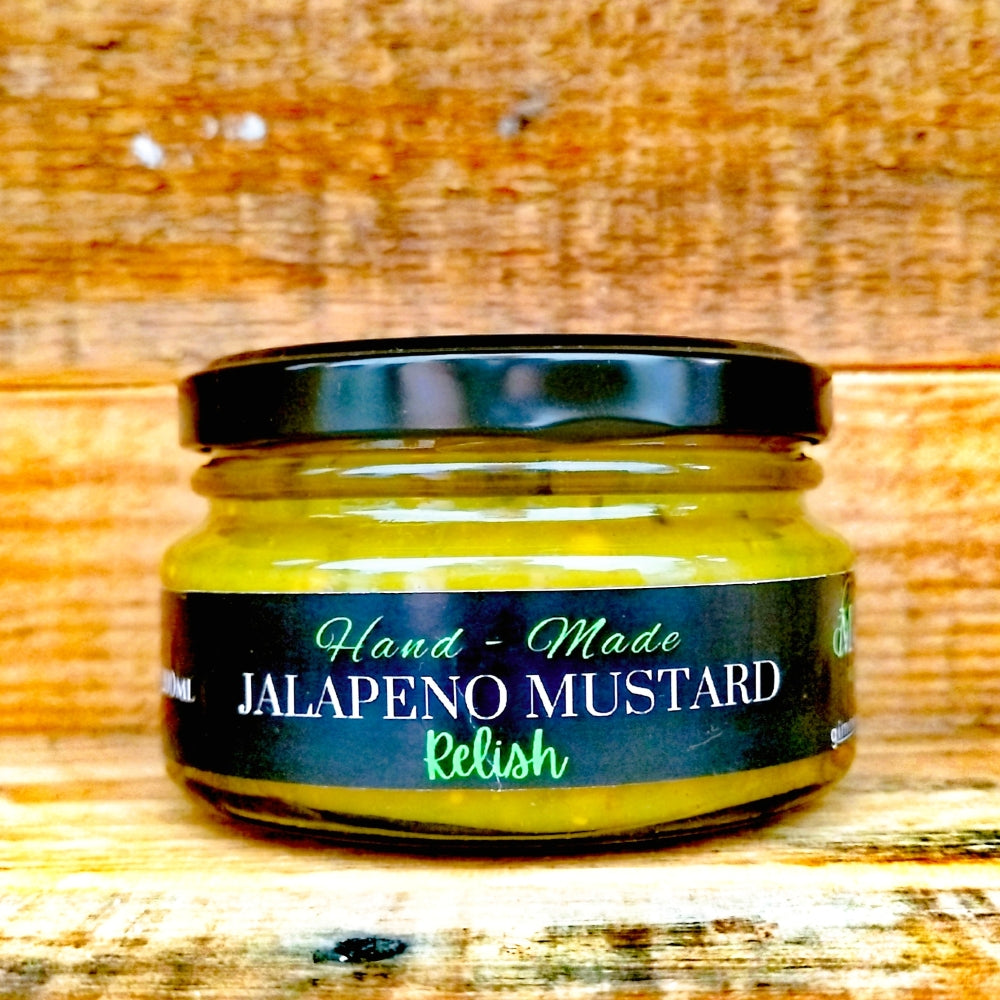 Hand - Made
JALAPENO MUSTARD
Relish